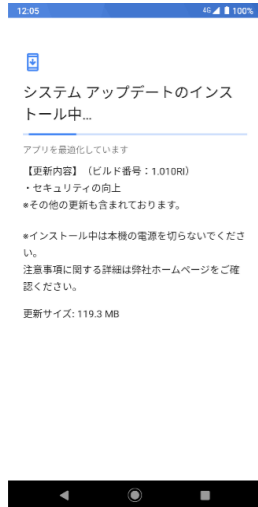 12:05 4G 100%
システム アップデートのインス
トール中...
アプリを最適化しています
【更新内容】（ビルド番号：1.010RI）
・セキュリティの向上
※その他の更新も含まれております。
※インストール中は本機の電源を切らないでくださ
い。
注意事項に関する詳細は弊社ホームページをご確
認ください。
更新サイズ: 119.3 MB